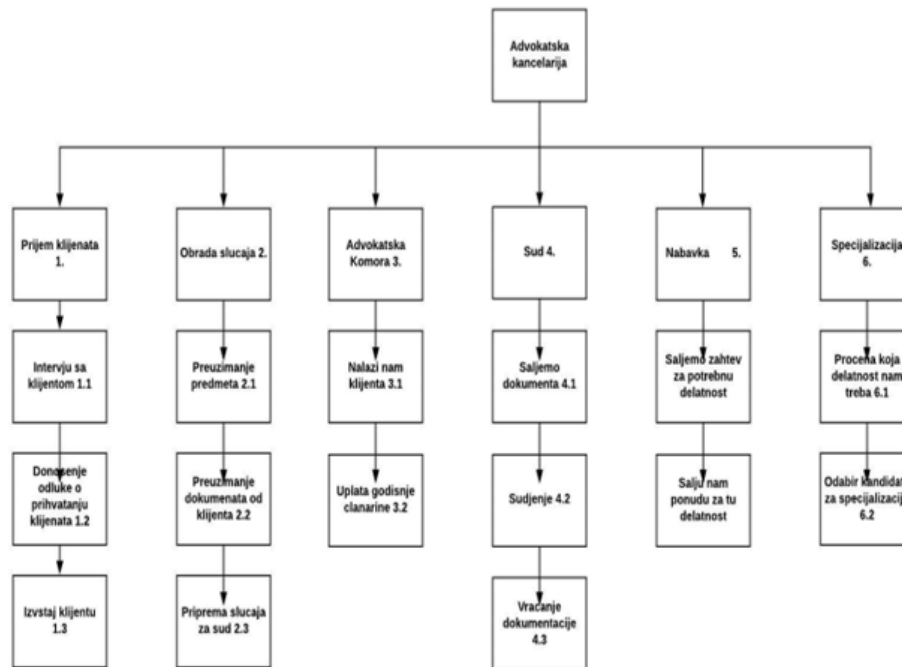 Advokatska
kancelarija
Prijem klijenata
1.
Obrada slucaja 2.
Advokatska
Komora 3.
Sud 4.
Nabavka 5.
Specijalizacija
6.
Intervju sa
klijentom 1.1
Preuzimanje
predmeta 2.1
Nalazi nam
klijenta 3.1
Saljemo
dokumenta 4.1
Saljemo zahtev
za potrebnu
delatnost
Procena koja
delatnost nam
treba 6.1
Donosenje
odluke o
prihvatanju
klijenata 1.2
Preuzimanje
dokumenata od
klijenta 2.2
Uplata godisnje
clanarine 3.2
Sudjenje 4.2
Salju nam
ponudu za tu
delatnost
Odabir kandidat
za specijalizacij
6.2
Izvstaj klijentu
1.3
Priprema slucaja
za sud 2.3
Vracanje
dokumentacije
4.3